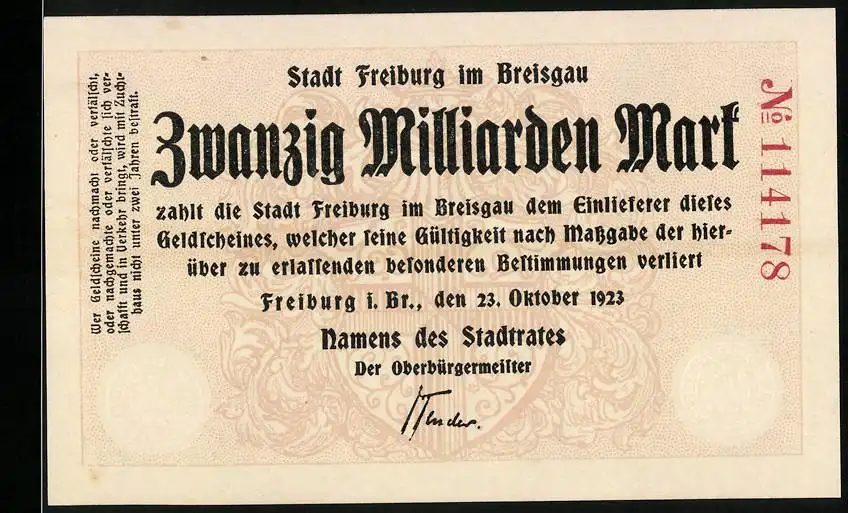 Stadt Freiburg im Breisgau
Zwanzig Milliarden Mark
zahlt die Stadt Freiburg im Breisgau dem Einlieferer dieſes
Geldſcheines, welcher ſeine Gültigkeit nach Maßgabe der hier-
über zu erlaſſenden beſonderen Beſtimmungen verliert
Freiburg i. Br., den 23. Oktober 1923
Namens des Stadtrates
Der Oberbürgermeiſter
Wer Geldſcheine nachmacht oder verfälſcht,
oder nachgemachte oder verfälſchte ſich ver-
ſchafft und in Verkehr bringt, wird mit Zucht-
haus nicht unter zwei Jahren beſtraft.
No 114178